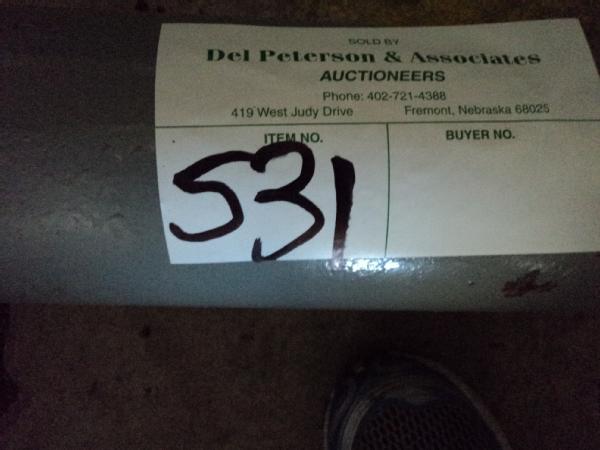 SOLD BY
Del Peterson & Associates
AUCTIONEERS
Phone: 402-721-4388
419 West Judy Drive Fremont, Nebraska 68025
ITEM NO. BUYER NO.
531